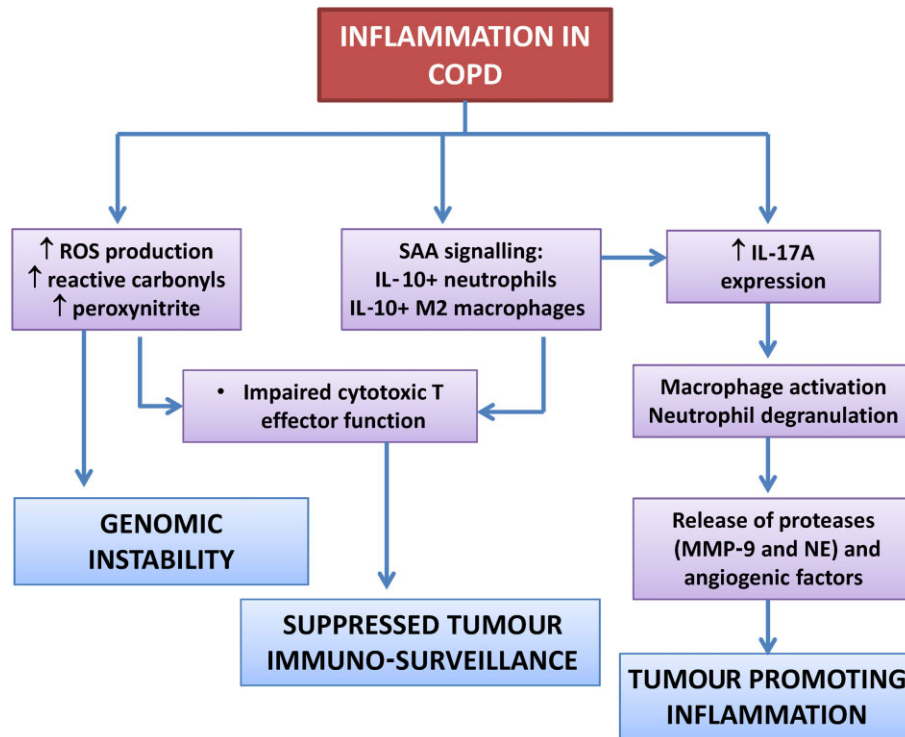 INFLAMMATION IN
COPD
↑ ROS production
↑ reactive carbonyls
↑ peroxynitrite
SAA signalling:
IL-10+ neutrophils
IL-10+ M2 macrophages
↑ IL-17A
expression
• Impaired cytotoxic T
effector function
Macrophage activation
Neutrophil degranulation
GENOMIC
INSTABILITY
Release of proteases
(MMP-9 and NE) and
angiogenic factors
SUPPRESSED TUMOUR
IMMUNO-SURVEILLANCE
TUMOUR PROMOTING
INFLAMMATION